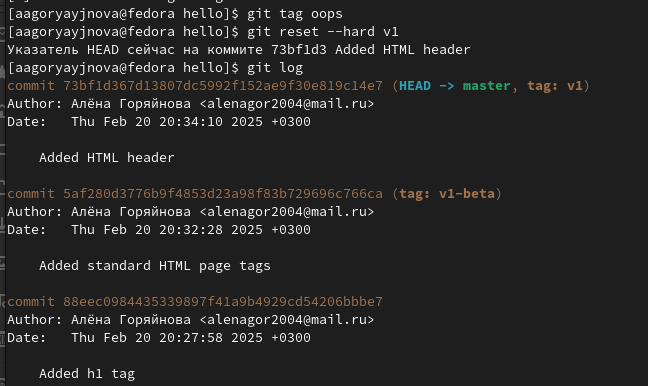 [aagoryayjnova@fedora hello]$ git tag oops
[aagoryayjnova@fedora hello]$ git reset --hard v1
Указатель HEAD сейчас на коммите 73bf1d3 Added HTML header
[aagoryayjnova@fedora hello]$ git log
commit 73bf1d367d13807dc5992f152ae9f30e819c14e7 (HEAD -> master, tag: v1)
Author: Алёна Горяйнова <alenagor2004@mail.ru>
Date:   Thu Feb 20 20:34:10 2025 +0300
    Added HTML header
commit 5af280d3776b9f4853d23a98f83b729696c766ca (tag: v1-beta)
Author: Алёна Горяйнова <alenagor2004@mail.ru>
Date:   Thu Feb 20 20:32:28 2025 +0300
    Added standard HTML page tags
commit 88eec0984435339897f41a9b4929cd54206bbbe7
Author: Алёна Горяйнова <alenagor2004@mail.ru>
Date:   Thu Feb 20 20:27:58 2025 +0300
    Added h1 tag